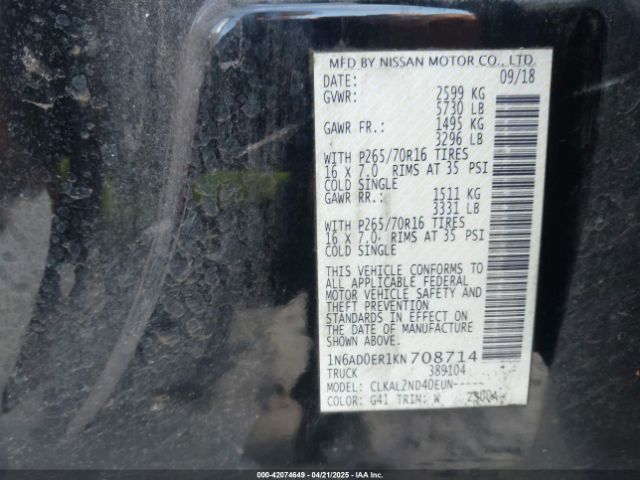 MFD BY NISSAN MOTOR CO., LTD.
DATE: 09/18
GVWR: 2599 KG
5730 LB
GAWR FR.: 1495 KG
3296 LB
WITH P265/70R16 TIRES
16 X 7.0 RIMS AT 35 PSI
COLD SINGLE
GAWR RR.: 1511 KG
3331 LB
WITH P265/70R16 TIRES
16 X 7.0 RIMS AT 35 PSI
COLD SINGLE
THIS VEHICLE CONFORMS TO
ALL APPLICABLE FEDERAL
MOTOR VEHICLE SAFETY AND
THEFT PREVENTION
STANDARDS IN EFFECT ON
THE DATE OF MANUFACTURE
SHOWN ABOVE.
1N6AD0ER1KN708714
TRUCK 389104
MODEL: CLKAL2ND40EUN-----
COLOR: G41 TRIM: W
000-42074649 - 04/21/2025 - IAA Inc.